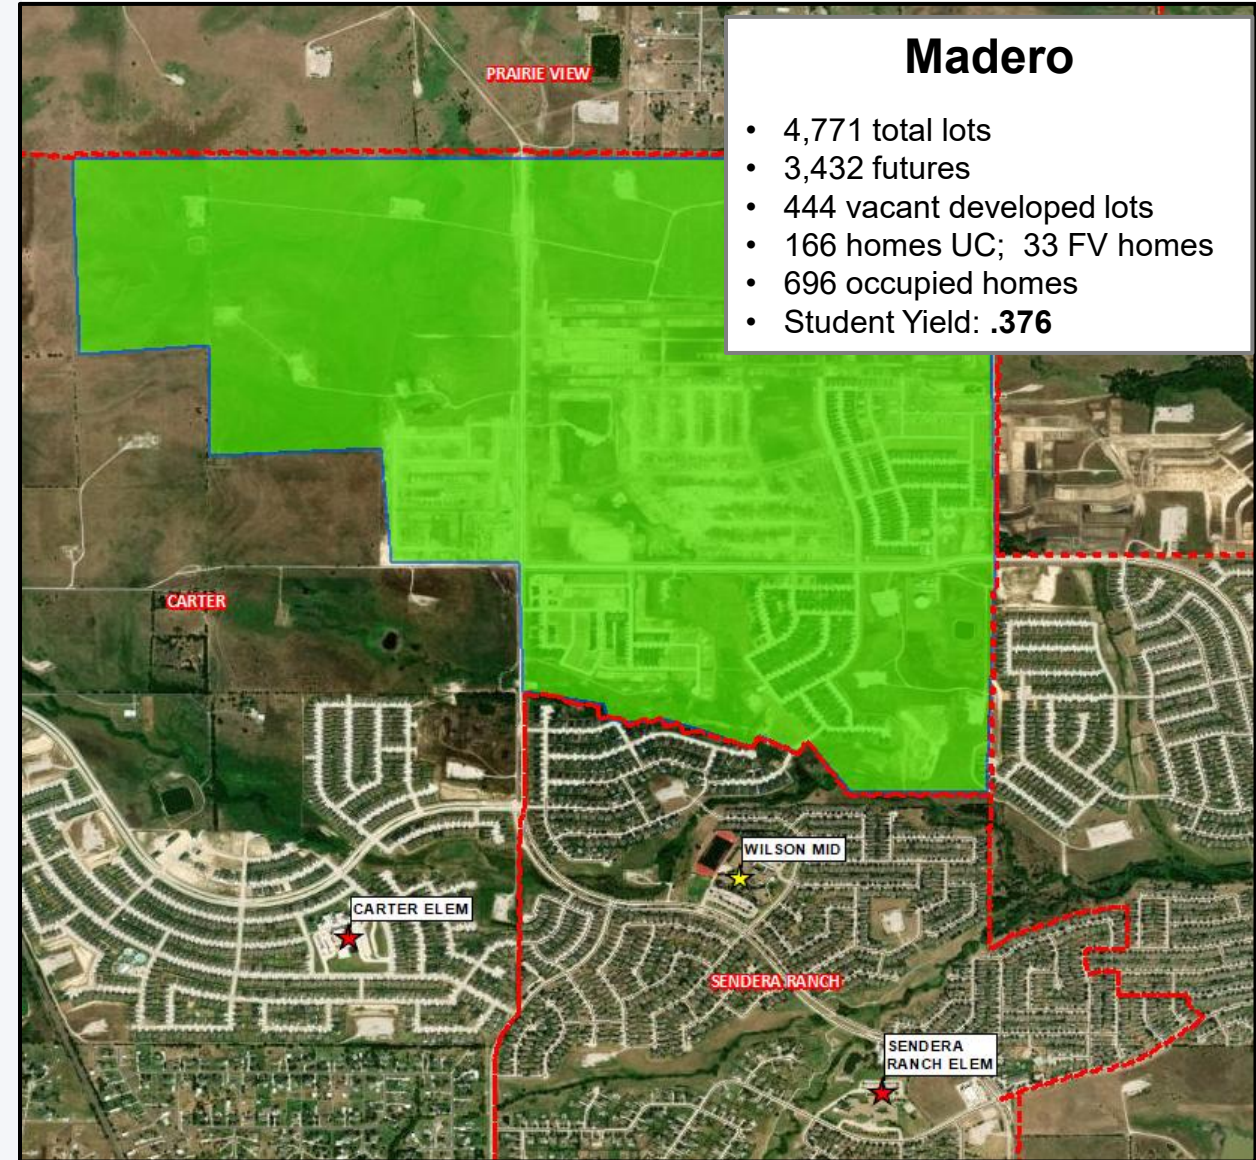 Madero
• 4,771 total lots
• 3,432 futures
• 444 vacant developed lots
• 166 homes UC;  33 FV homes
• 696 occupied homes
• Student Yield: .376
PRAIRIE VIEW
CARTER
WILSON MID
CARTER ELEM
SENDERA RANCH
SENDERA
RANCH ELEM